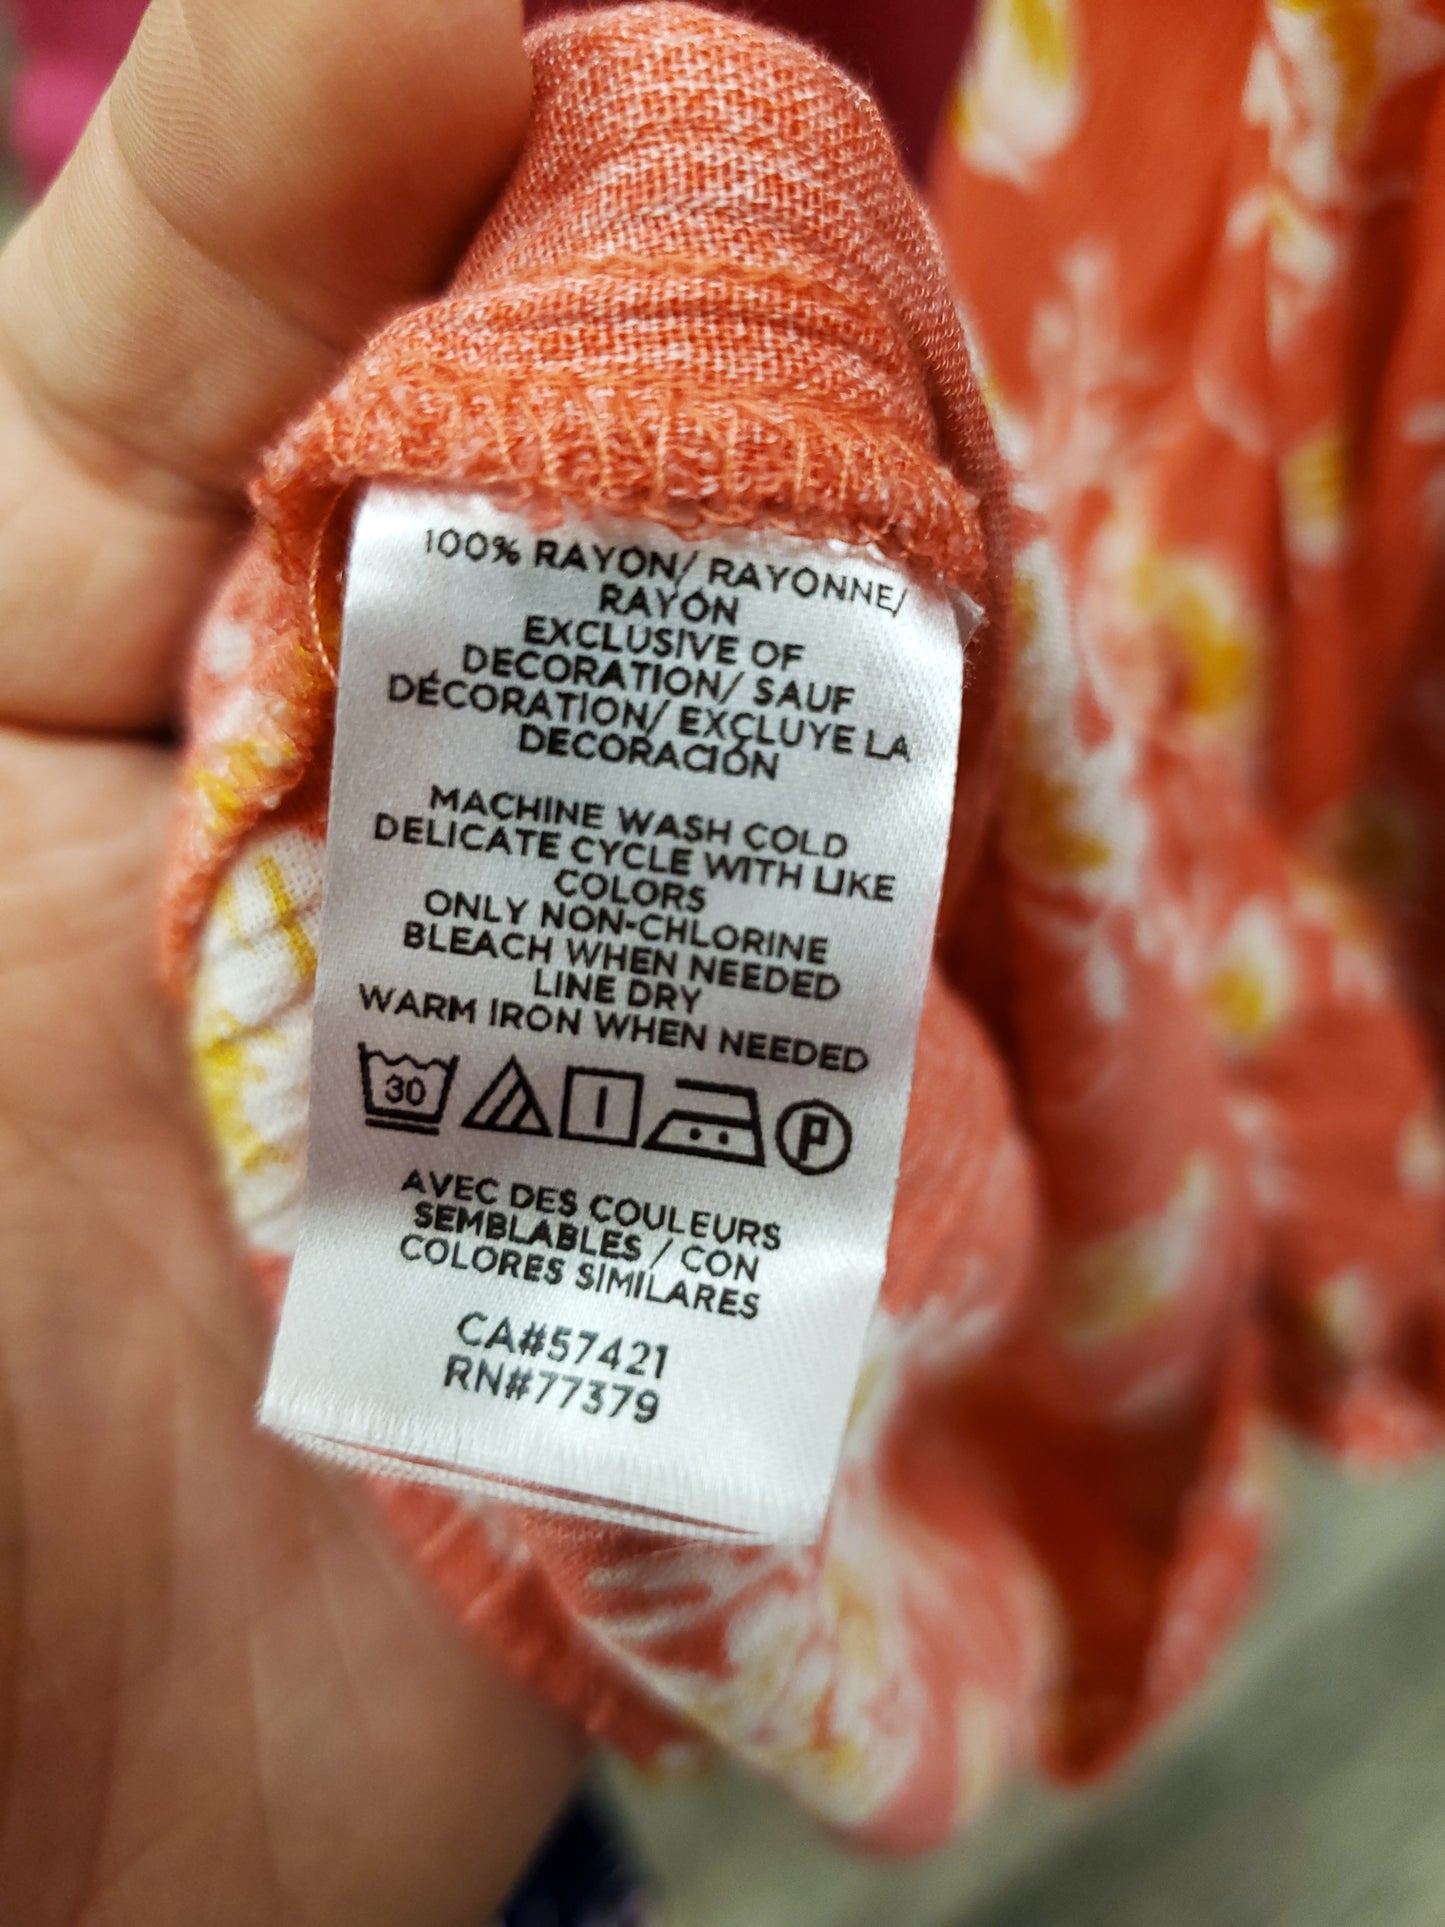 100% RAYON/ RAYONNE/
RAYÓN
EXCLUSIVE OF
DECORATION/ SAUF
DÉCORATION/ EXCLUYE LA
DECORACIÓN
MACHINE WASH COLD
DELICATE CYCLE WITH LIKE
COLORS
ONLY NON-CHLORINE
BLEACH WHEN NEEDED
LINE DRY
WARM IRON WHEN NEEDED
30 P
AVEC DES COULEURS
SEMBLABLES / CON
COLORES SIMILARES
CA#57421
RN#77379